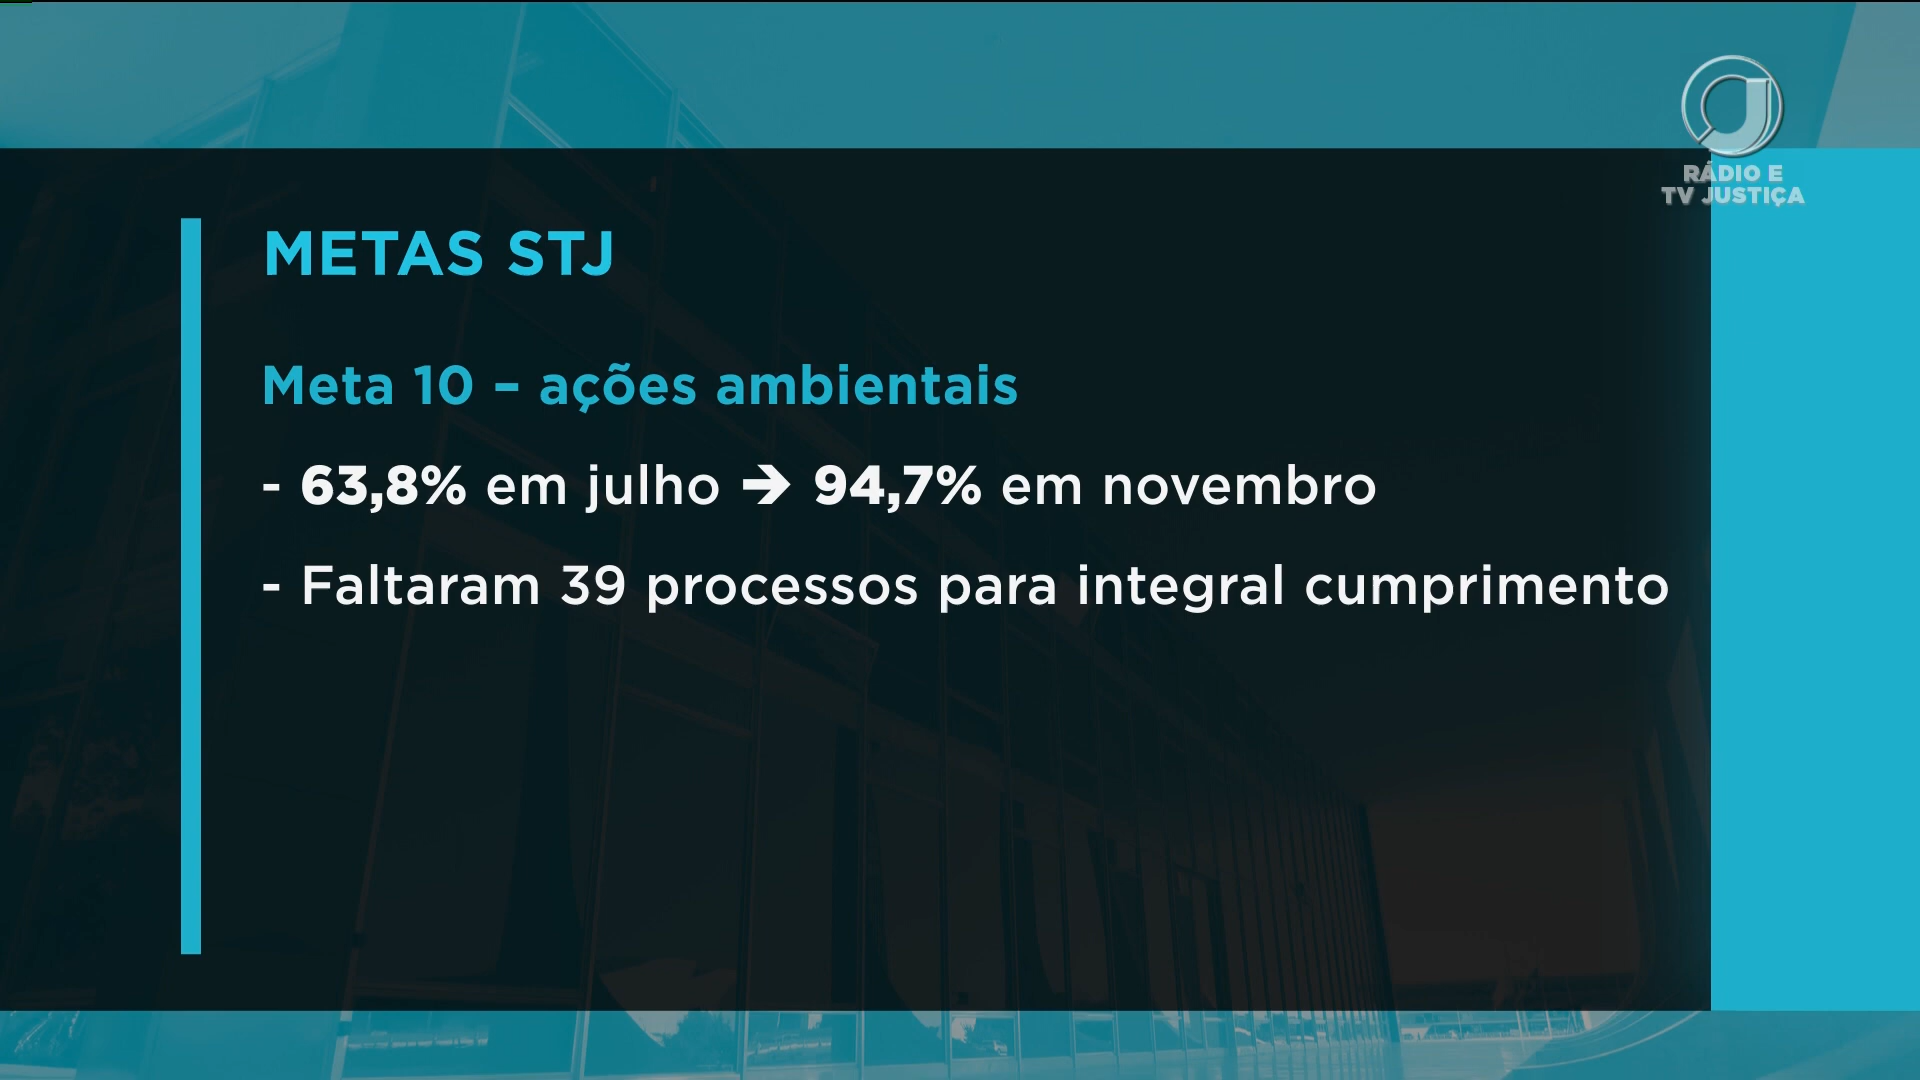 RÁDIO E
TV JUSTIÇA
METAS STJ
Meta 10 – ações ambientais
- 63,8% em julho ➔ 94,7% em novembro
- Faltaram 39 processos para integral cumprimento